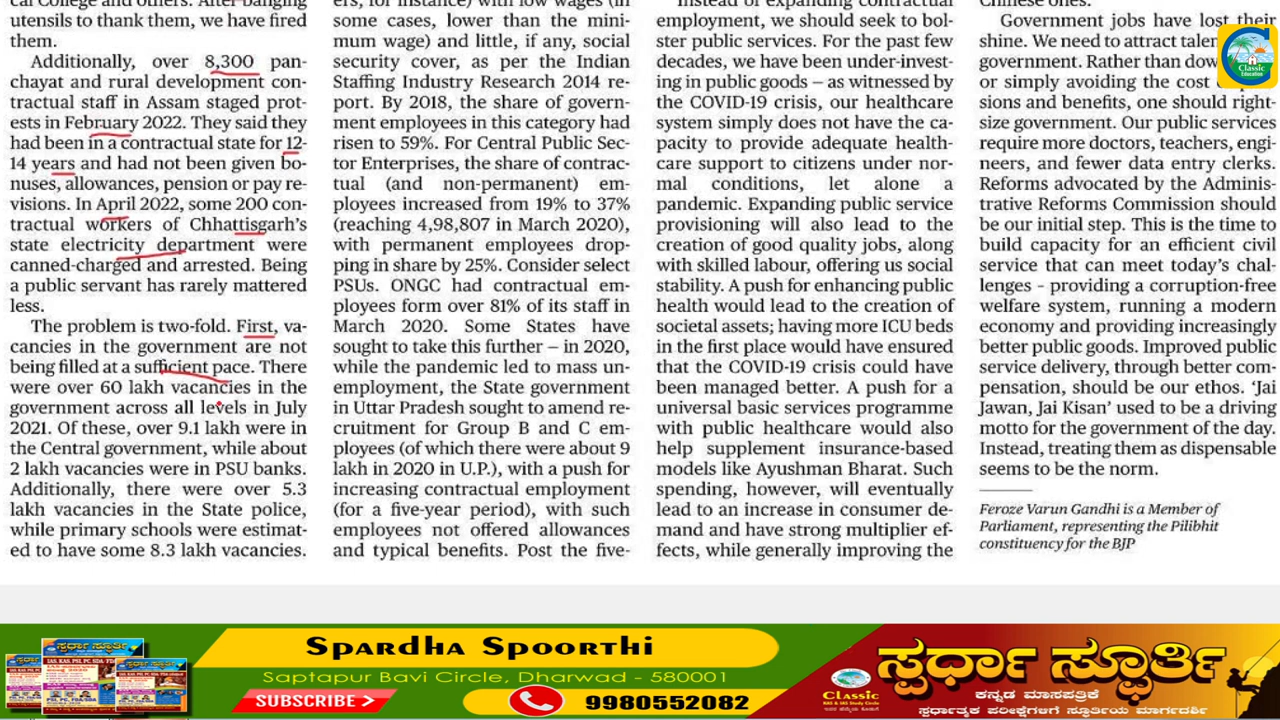 cal College and others. After banging
utensils to thank them, we have fired
them.
Additionally, over 8,300 pan-
chayat and rural development con-
tractual staff in Assam staged prot-
ests in February 2022. They said they
had been in a contractual state for 12-
14 years and had not been given bo-
nuses, allowances, pension or pay re-
visions. In April 2022, some 200 con-
tractual workers of Chhattisgarh's
state electricity department were
canned-charged and arrested. Being
a public servant has rarely mattered
less.
The problem is two-fold. First, va-
cancies in the government are not
being filled at a sufficient pace. There
were over 60 lakh vacancies in the
government across all levels in July
2021. Of these, over 9.1 lakh were in
the Central government, while about
2 lakh vacancies were in PSU banks.
Additionally, there were over 5.3
lakh vacancies in the State police,
while primary schools were estimat-
ed to have some 8.3 lakh vacancies.
ers, for instance) with low wages (in
some cases, lower than the mini-
mum wage) and little, if any, social
security cover, as per the Indian
Staffing Industry Research 2014 re-
port. By 2018, the share of govern-
ment employees in this category had
risen to 59%. For Central Public Sec-
tor Enterprises, the share of contrac-
tual (and non-permanent) em-
ployees increased from 19% to 37%
(reaching 4,98,807 in March 2020),
with permanent employees drop-
ping in share by 25%. Consider select
PSUs. ONGC had contractual em-
ployees form over 81% of its staff in
March 2020. Some States have
sought to take this further – in 2020,
while the pandemic led to mass un-
employment, the State government
in Uttar Pradesh sought to amend re-
cruitment for Group B and C em-
ployees (of which there were about 9
lakh in 2020 in U.P.), with a push for
increasing contractual employment
(for a five-year period), with such
employees not offered allowances
and typical benefits. Post the five-
Instead of expanding contractual
employment, we should seek to bol-
ster public services. For the past few
decades, we have been under-invest-
ing in public goods – as witnessed by
the COVID-19 crisis, our healthcare
system simply does not have the ca-
pacity to provide adequate health-
care support to citizens under nor-
mal conditions, let alone a
pandemic. Expanding public service
provisioning will also lead to the
creation of good quality jobs, along
with skilled labour, offering us social
stability. A push for enhancing public
health would lead to the creation of
societal assets; having more ICU beds
in the first place would have ensured
that the COVID-19 crisis could have
been managed better. A push for a
universal basic services programme
with public healthcare would also
help supplement insurance-based
models like Ayushman Bharat. Such
spending, however, will eventually
lead to an increase in consumer de-
mand and have strong multiplier ef-
fects, while generally improving the
Chinese ones.
Government jobs have lost their
shine. We need to attract talen
government. Rather than dow
or simply avoiding the cost
sions and benefits, one should right-
size government. Our public services
require more doctors, teachers, engi-
neers, and fewer data entry clerks.
Reforms advocated by the Adminis-
trative Reforms Commission should
be our initial step. This is the time to
build capacity for an efficient civil
service that can meet today's chal-
lenges - providing a corruption-free
welfare system, running a modern
economy and providing increasingly
better public goods. Improved public
service delivery, through better com-
pensation, should be our ethos. 'Jai
Jawan, Jai Kisan' used to be a driving
motto for the government of the day.
Instead, treating them as dispensable
seems to be the norm.
Feroze Varun Gandhi is a Member of
Parliament, representing the Pilibhit
constituency for the BJP
Classic
Education
Spardha Spoorthi
Saptapur Bavi Circle, Dharwad - 580001
SUBSCRIBE >
9980552082
Classic
ಸ್ಪರ್ಧಾ ಸ್ಫೂರ್ತಿ
ಕನ್ನಡ ಮಾಸಪತ್ರಿಕೆ
ಸ್ಪರ್ಧಾತ್ಮಕ ಪರೀಕ್ಷೆಗಳಿಗೆ ಸ್ಫೂರ್ತಿಯ ಮಾರ್ಗದರ್ಶಿ